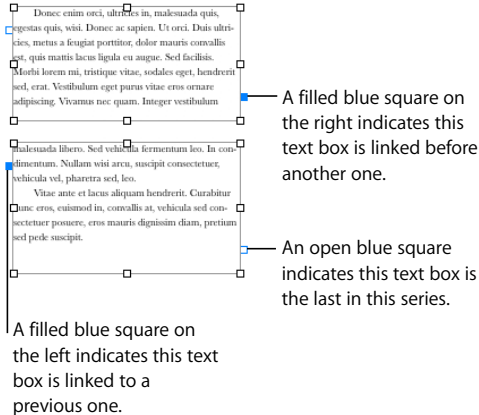 Donec enim orci, ultricies in, malesuada quis,
egestas quis, wisi. Donec ac sapien. Ut orci. Duis ultri-
cies, metus a feugiat porttitor, dolor mauris convallis
est, quis mattis lacus ligula eu augue. Sed facilisis.
Morbi lorem mi, tristique vitae, sodales eget, hendrerit
sed, erat. Vestibulum eget purus vitae eros ornare
adipiscing. Vivamus nec quam. Integer vestibulum
malesuada libero. Sed vehicula fermentum leo. In con-
dimentum. Nullam wisi arcu, suscipit consectetuer,
vehicula vel, pharetra sed, leo.
Vitae ante et lacus aliquam hendrerit. Curabitur
nunc eros, euismod in, convallis at, vehicula sed con-
sectetuer posuere, eros mauris dignissim diam, pretium
sed pede suscipit.
A filled blue square on
the right indicates this
text box is linked before
another one.
An open blue square
indicates this text box is
the last in this series.
A filled blue square on
the left indicates this text
box is linked to a
previous one.